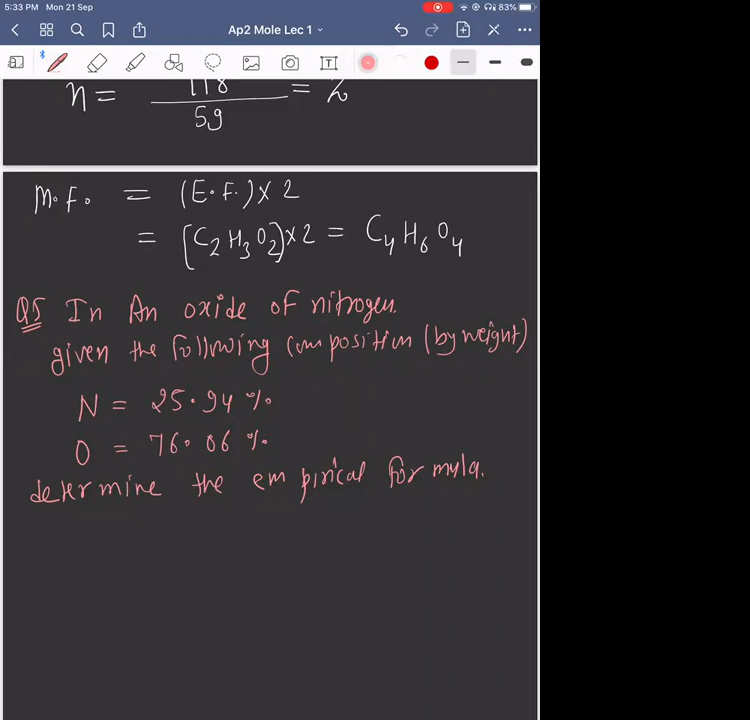 5:33 PM Mon 21 Sep
83%
Ap2 Mole Lec 1
T
n = 118/59 = 2
M.F. = (E.F.) x 2
= [C2H3O2] x 2 = C4H6O4
Q5 In An oxide of nitrogen.
given the following composition (by weight)
N = 25.94 %.
O = 76.06 %.
determine the empirical formula.